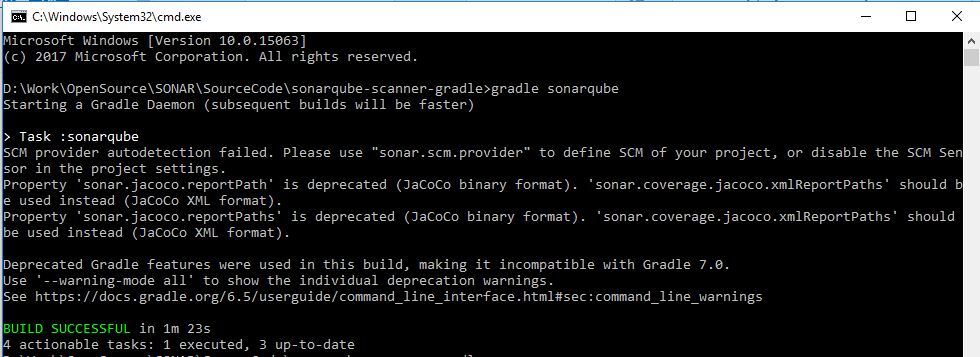 C:\Windows\System32\cmd.exe
Microsoft Windows [Version 10.0.15063]
(c) 2017 Microsoft Corporation. All rights reserved.
D:\Work\OpenSource\SONAR\SourceCode\sonarqube-scanner-gradle>gradle sonarqube
Starting a Gradle Daemon (subsequent builds will be faster)
> Task :sonarqube
SCM provider autodetection failed. Please use "sonar.scm.provider" to define SCM of your project, or disable the SCM Sen
sor in the project settings.
Property 'sonar.jacoco.reportPath' is deprecated (JaCoCo binary format). 'sonar.coverage.jacoco.xmlReportPaths' should b
e used instead (JaCoCo XML format).
Property 'sonar.jacoco.reportPaths' is deprecated (JaCoCo binary format). 'sonar.coverage.jacoco.xmlReportPaths' should
be used instead (JaCoCo XML format).
Deprecated Gradle features were used in this build, making it incompatible with Gradle 7.0.
Use '--warning-mode all' to show the individual deprecation warnings.
See https://docs.gradle.org/6.5/userguide/command_line_interface.html#sec:command_line_warnings
BUILD SUCCESSFUL in 1m 23s
4 actionable tasks: 1 executed, 3 up-to-date